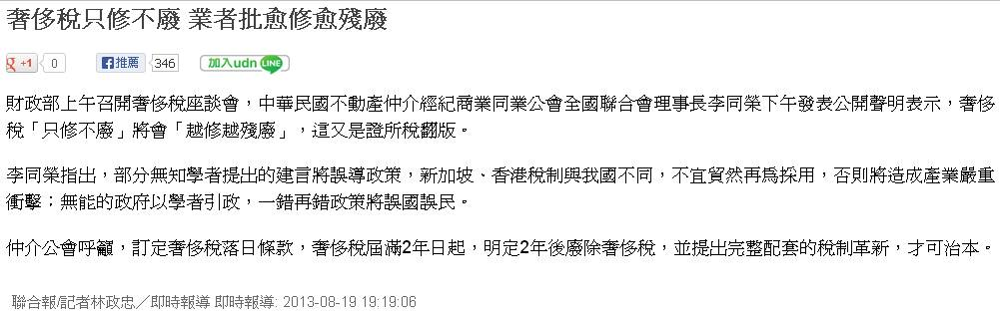 奢侈稅只修不廢 業者批愈修愈殘廢
+1 0 推薦 346 加入udn LINE
財政部上午召開奢侈稅座談會，中華民國不動產仲介經紀商業同業公會全國聯合會理事長李同榮下午發表公開聲明表示，奢侈
稅「只修不廢」將會「越修越殘廢」，這又是證所稅翻版。
李同榮指出，部分無知學者提出的建言將誤導政策，新加坡、香港稅制與我國不同，不宜貿然再為採用，否則將造成產業嚴重
衝擊；無能的政府以學者引政，一錯再錯政策將誤國誤民。
仲介公會呼籲，訂定奢侈稅落日條款，奢侈稅屆滿2年日起，明定2年後廢除奢侈稅，並提出完整配套的稅制革新，才可治本。
聯合報/記者林政忠／即時報導 即時報導: 2013-08-19 19:19:06